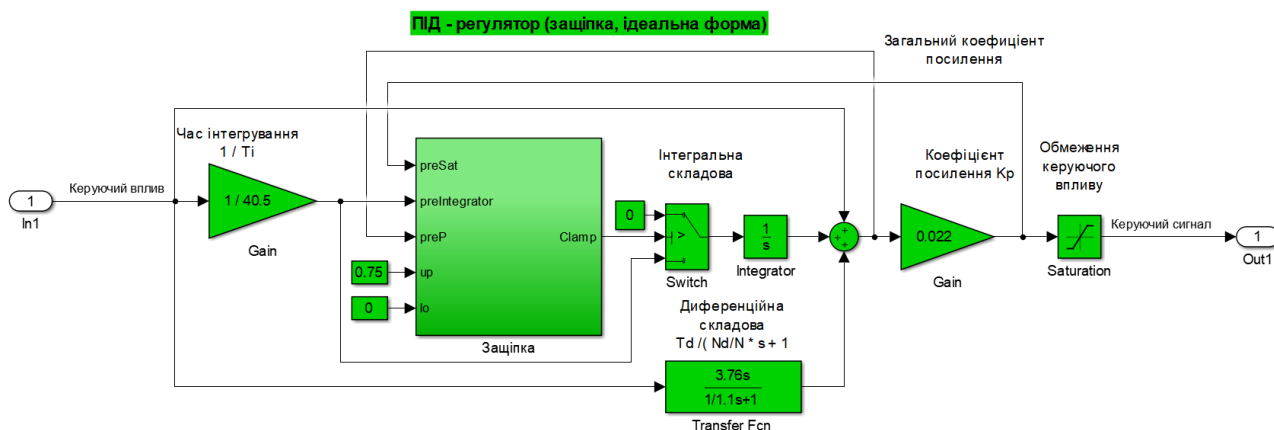 ПІД - регулятор (защіпка, ідеальна форма)
Загальний коефицієнт
посилення
Час інтегрування
1 / Ti
1
In1
Керуючий вплив
1 / 40.5
Gain
preSat
preIntegrator
preP
up
lo
Clamp
0.75
0
Защіпка
Інтегральна
складова
0
>
Switch
1
s
Integrator
+
+
+
Коефіцієнт
посилення Kp
0.022
Gain
Обмеження
керуючого
впливу
Saturation
Керуючий сигнал
1
Out1
Диференційна
складова
Td /( Nd/N * s + 1
3.76s
1/1.1s+1
Transfer Fcn